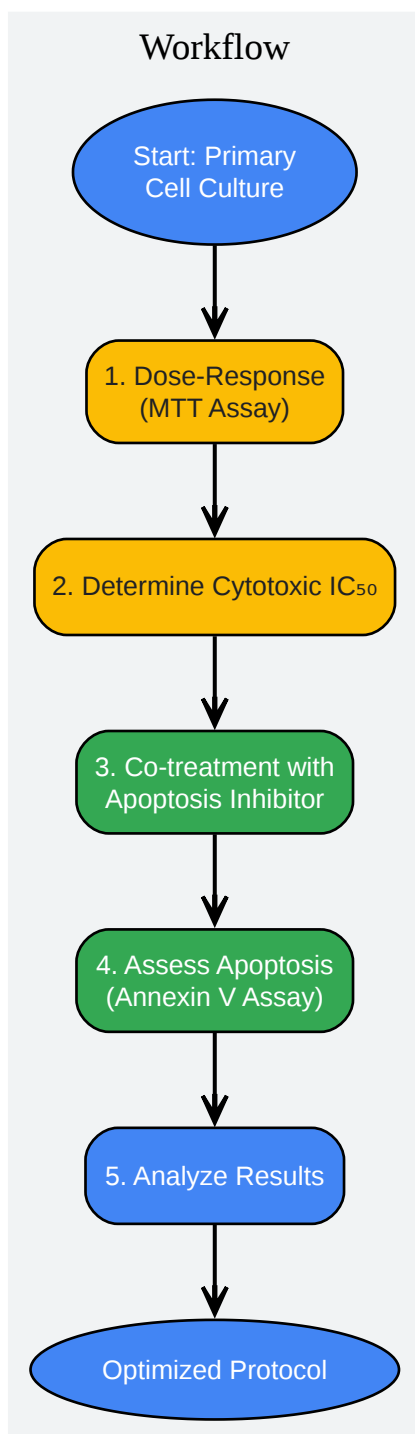 Workflow
Start: Primary
Cell Culture
1. Dose-Response
(MTT Assay)
2. Determine Cytotoxic IC₅₀
3. Co-treatment with
Apoptosis Inhibitor
4. Assess Apoptosis
(Annexin V Assay)
5. Analyze Results
Optimized Protocol